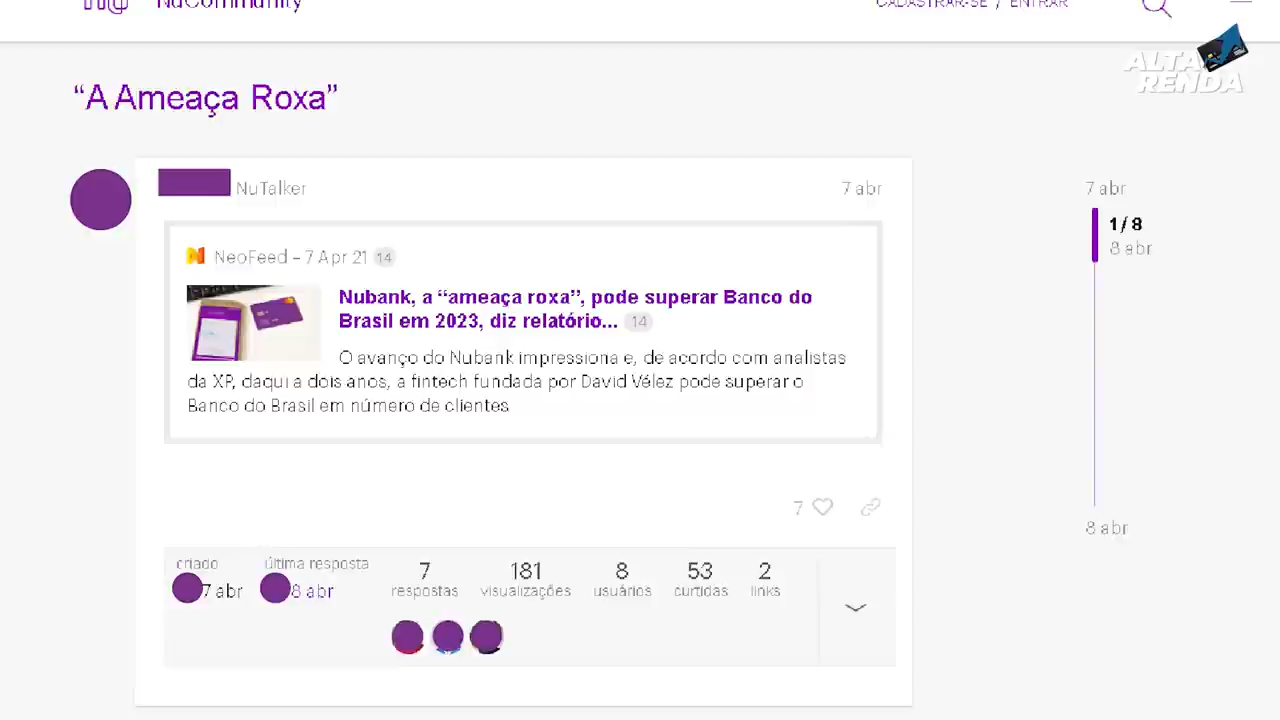 NuCommunity
CADASTRAR-SE / ENTRAR
ALTA
RENDA
“A Ameaça Roxa”
NuTalker
7 abr
7 abr
1 / 8
8 abr
NeoFeed – 7 Apr 21 14
Nubank, a “ameaça roxa”, pode superar Banco do
Brasil em 2023, diz relatório... 14
O avanço do Nubank impressiona e, de acordo com analistas
da XP, daqui a dois anos, a fintech fundada por David Vélez pode superar o
Banco do Brasil em número de clientes
7
8 abr
criado
7 abr
última resposta
8 abr
7
respostas
181
visualizações
8
usuários
53
curtidas
2
links